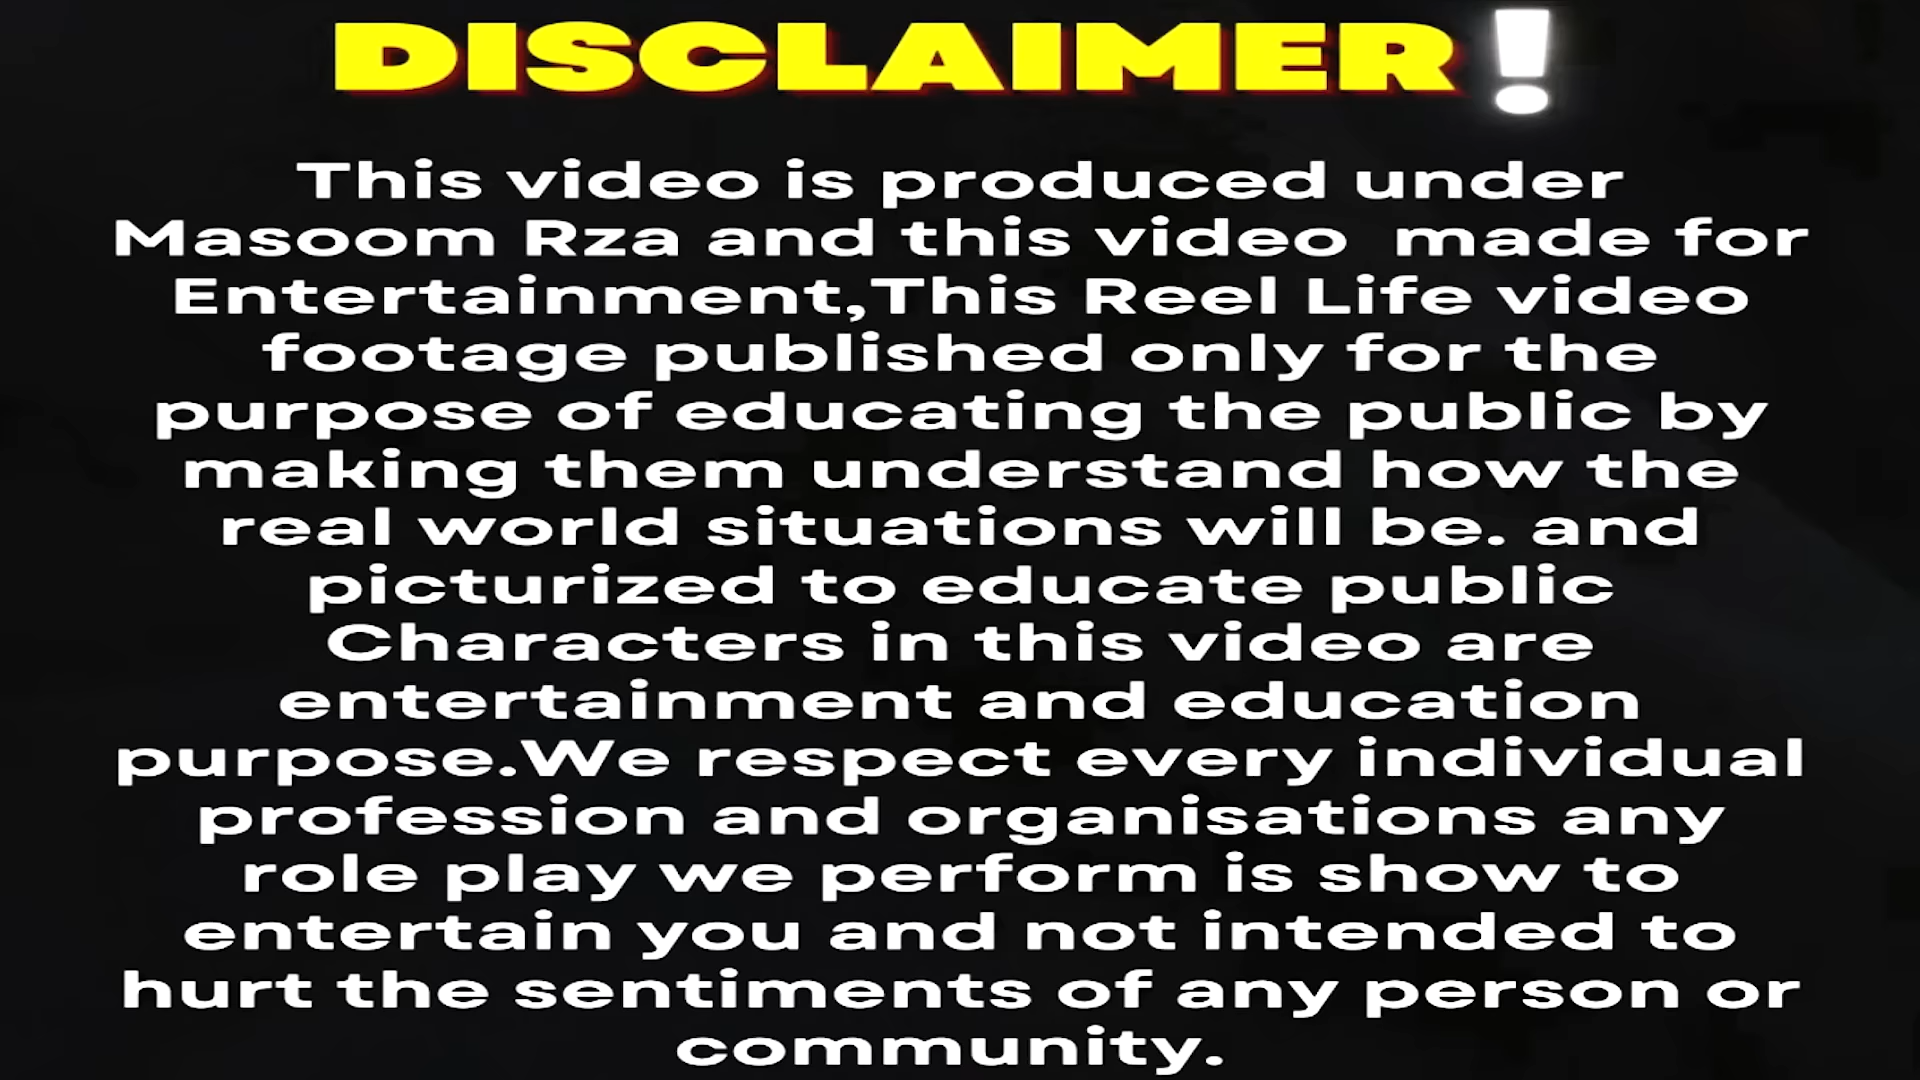 DISCLAIMER!
This video is produced under
Masoom Rza and this video  made for
Entertainment,This Reel Life video
footage published only for the
purpose of educating the public by
making them understand how the
real world situations will be. and
picturized to educate public
Characters in this video are
entertainment and education
purpose.We respect every individual
profession and organisations any
role play we perform is show to
entertain you and not intended to
hurt the sentiments of any person or
community.